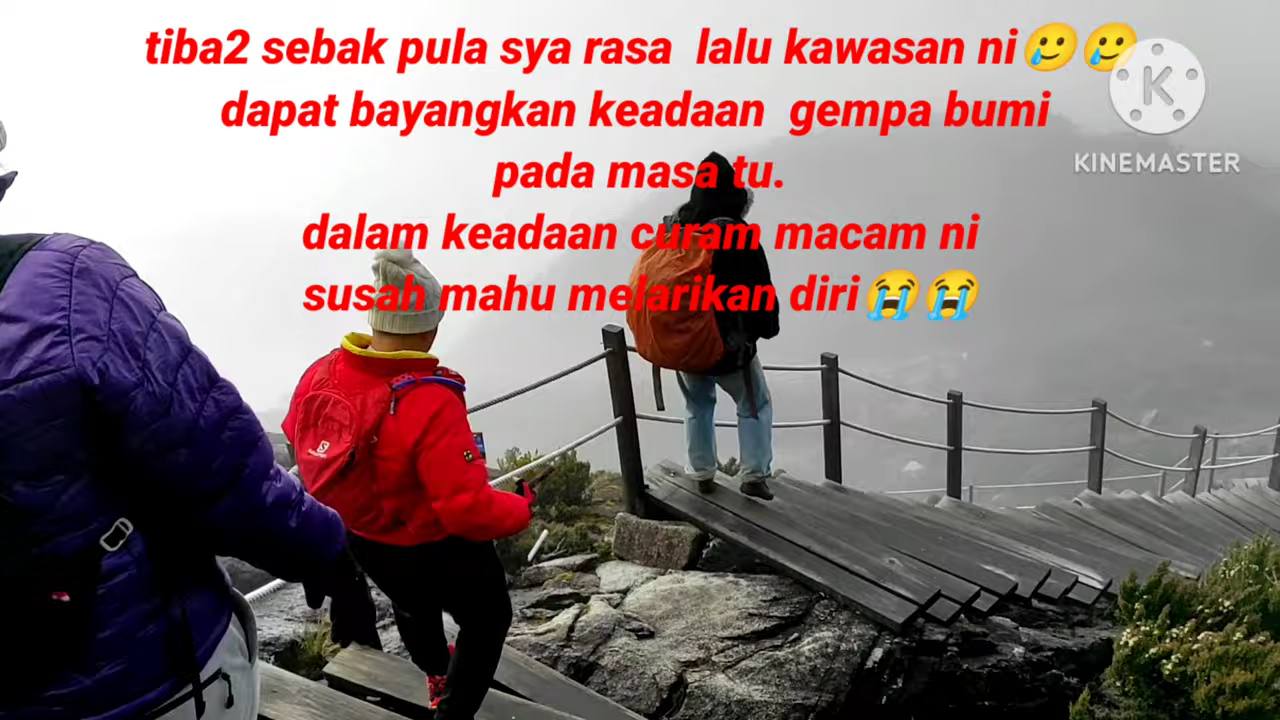 tiba2 sebak pula sya rasa lalu kawasan ni🥲🥲
dapat bayangkan keadaan gempa bumi
pada masa tu.
dalam keadaan curam macam ni
susah mahu melarikan diri😭😭
KINEMASTER